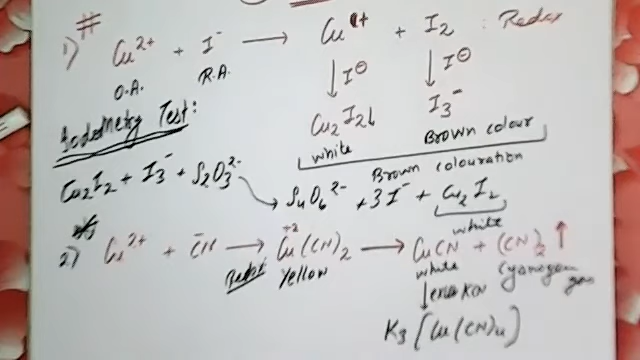 #
1) Cu²⁺ + I⁻ ⟶ Cu⁺ + I₂ : Redox
O.A. R.A.
↓ I⊖ ↓ I⊖
Cu₂I₂↓ I₃⁻
white Brown colour
Iodometry Test:
Brown colouration
Cu₂I₂ + I₃⁻ + S₂O₃²⁻ → S₄O₆²⁻ + 3I⁻ + Cu₂I₂
white
2) Cu²⁺ + C̄N ⟶ Cu(CN)₂ ⟶ CuCN + (CN)₂ ↑
+2
yellow white Cyanogen gas
↓ KCN
K₃[Cu(CN)₄]